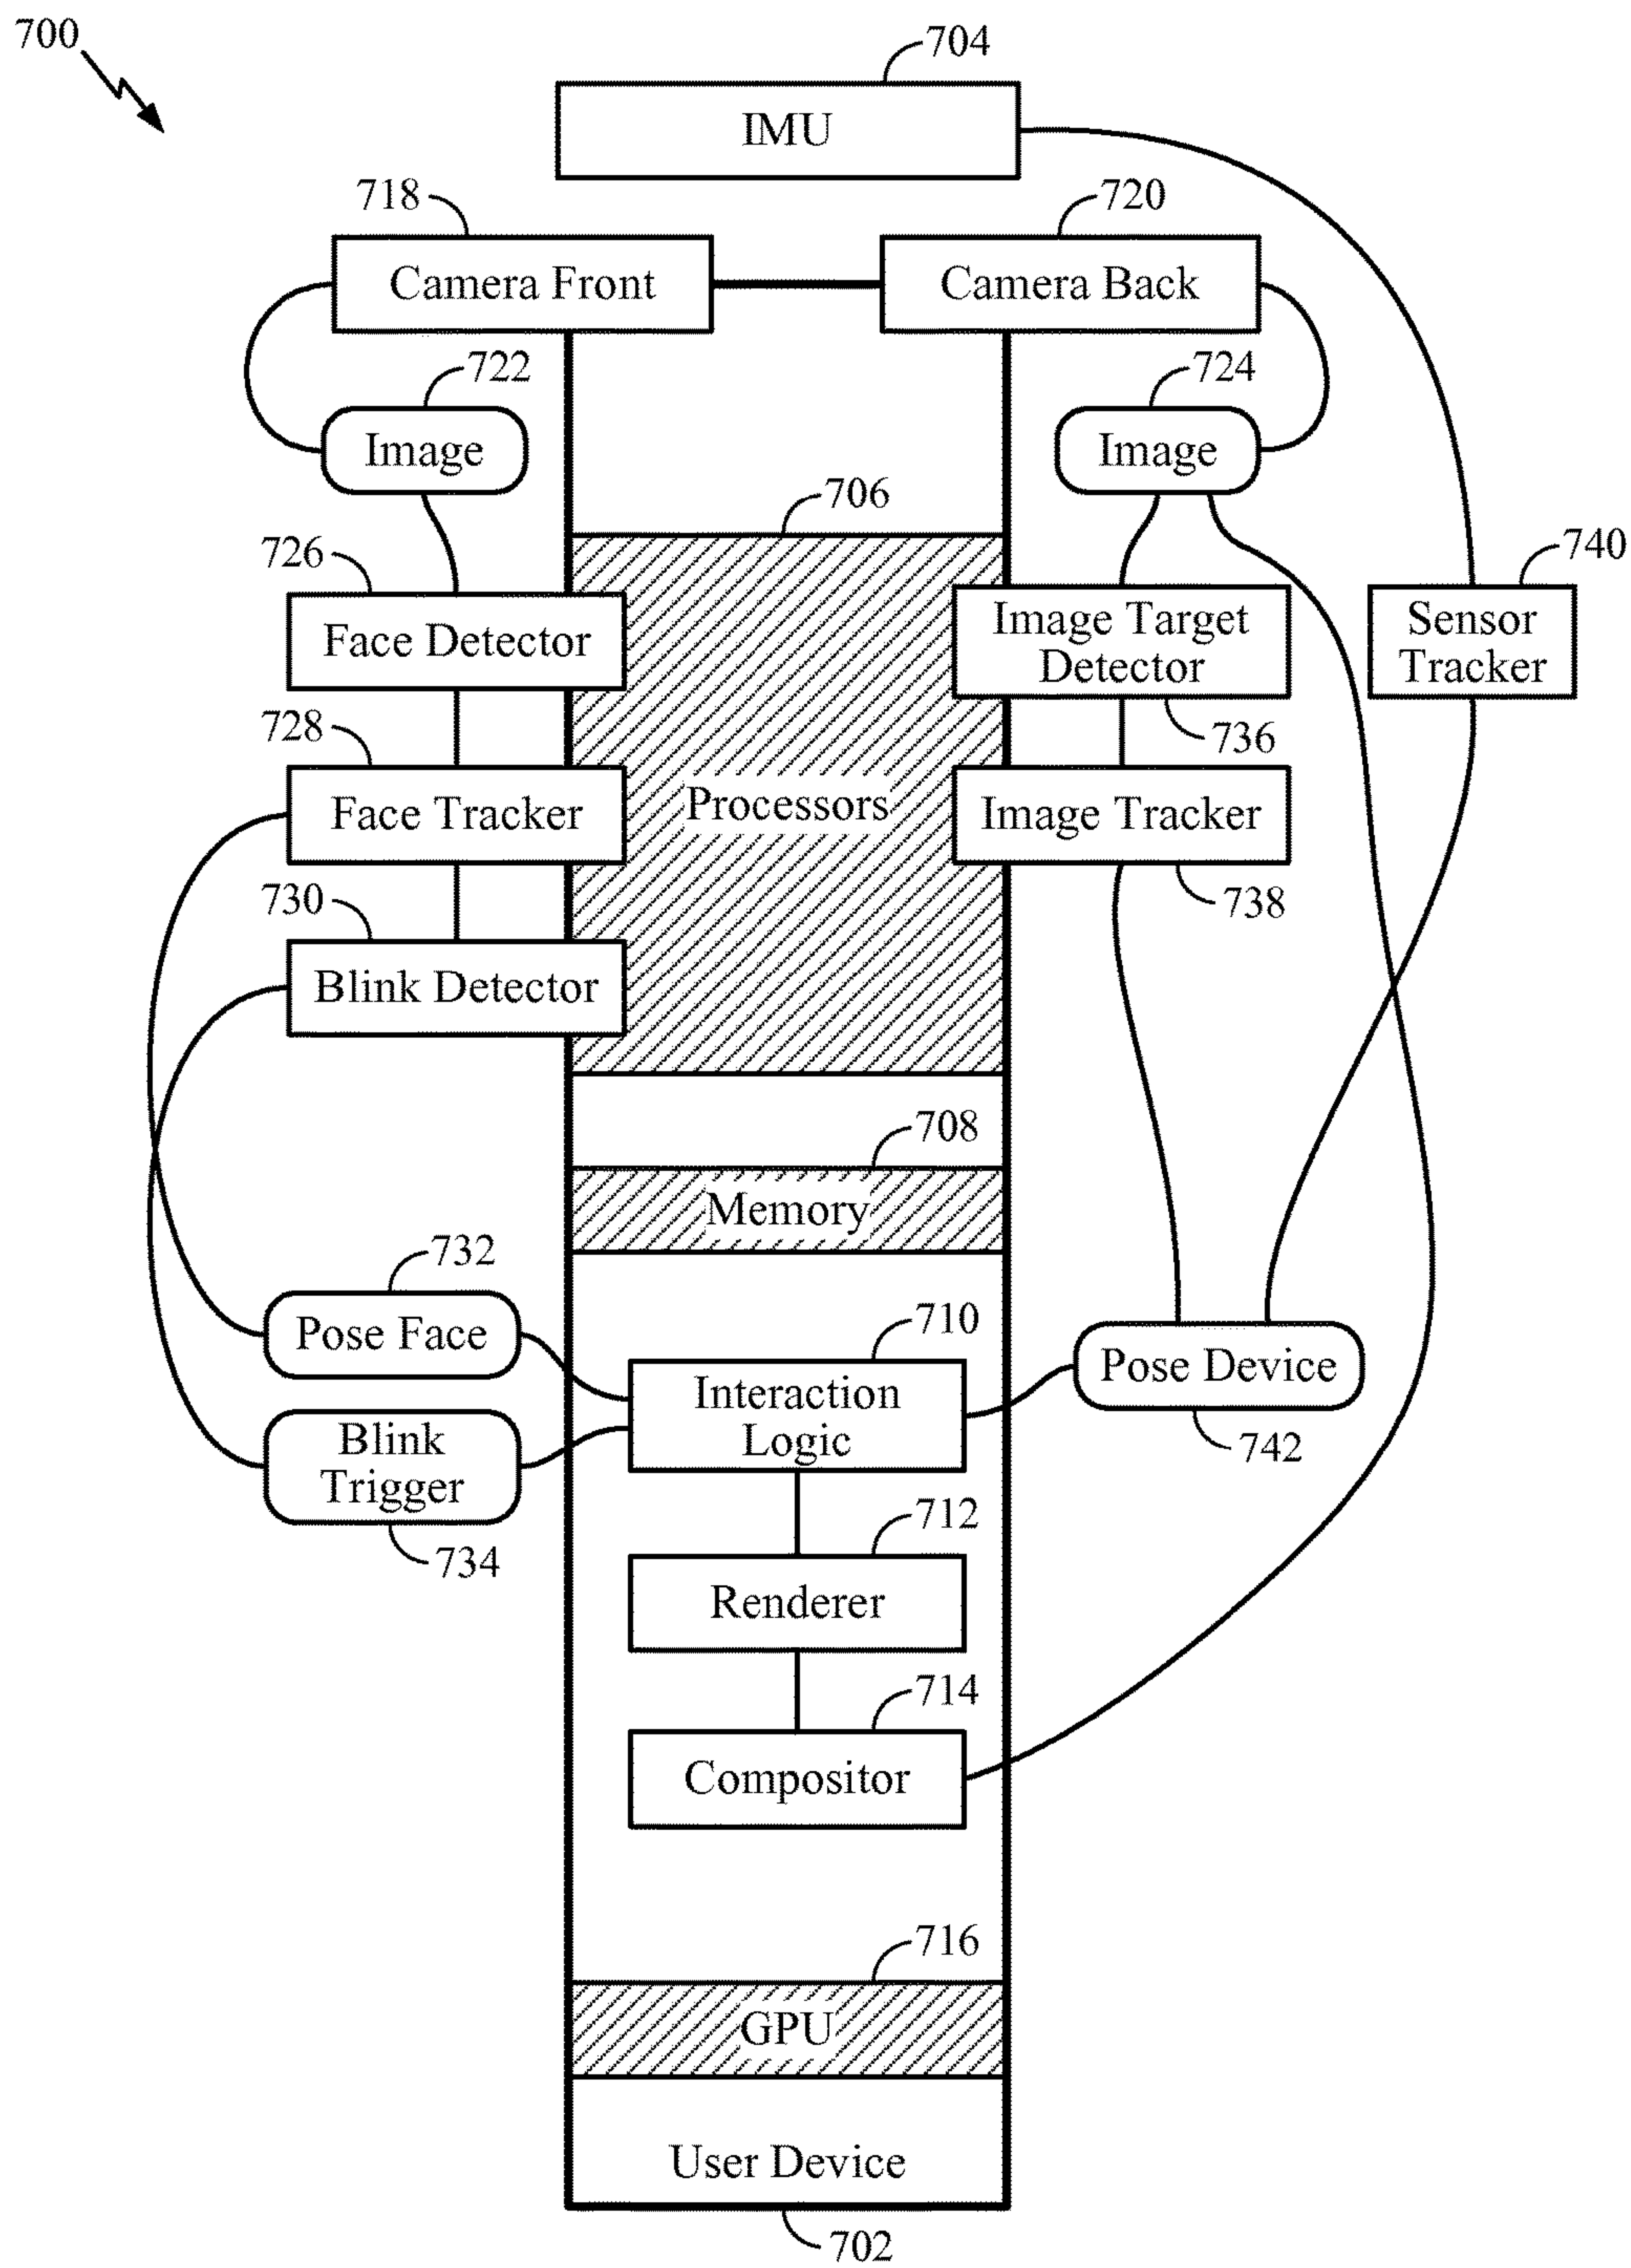 700
704
IMU
718
720
Camera Front
Camera Back
722
724
Image
Image
706
726
740
Face Detector
Image Target
Detector
Sensor
Tracker
728
736
Face Tracker
Processors
Image Tracker
730
738
Blink Detector
708
Memory
732
Pose Face
710
Interaction
Logic
Pose Device
742
Blink
Trigger
734
712
Renderer
714
Compositor
716
GPU
User Device
702